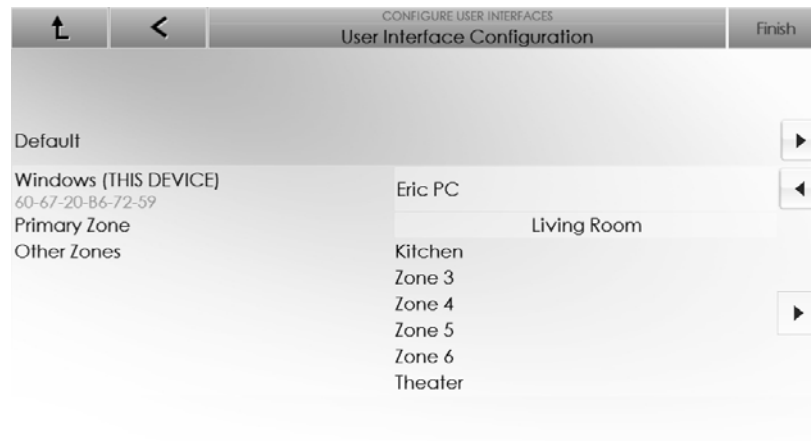 CONFIGURE USER INTERFACES
User Interface Configuration
Finish
Default
Windows (THIS DEVICE)
60-67-20-B6-72-59
Eric PC
Primary Zone
Living Room
Other Zones
Kitchen
Zone 3
Zone 4
Zone 5
Zone 6
Theater